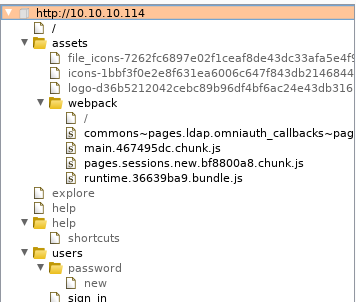 http://10.10.10.114
/
assets
file_icons-7262fc6897e02f1ceaf8de43dc33afa5e4f9
icons-1bbf3f0e2e8f631ea6006c647f843db2146844
logo-d36b5212042cebc89b96df4bf6ac24e43db316
webpack
/
commons~pages.ldap.omniauth_callbacks~pag
main.467495dc.chunk.js
pages.sessions.new.bf8800a8.chunk.js
runtime.36639ba9.bundle.js
explore
help
help
shortcuts
users
password
new
sign_in